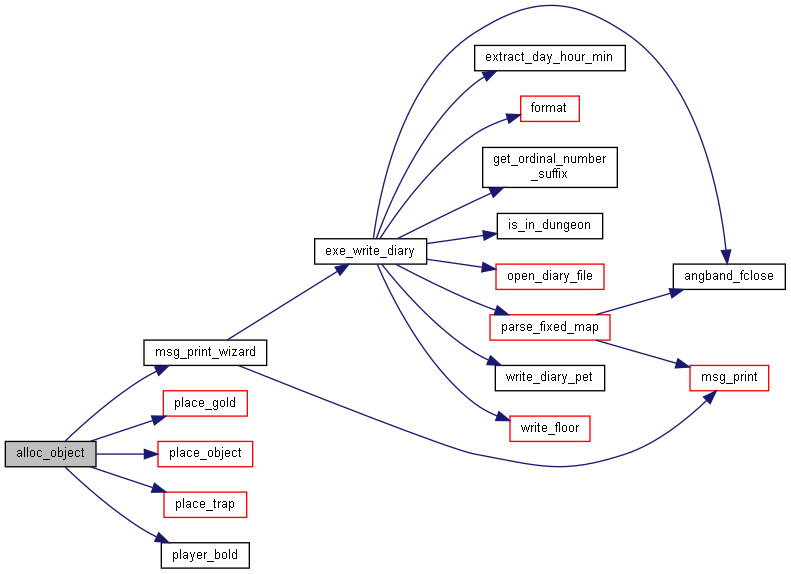 extract_day_hour_min
format
get_ordinal_number
_suffix
is_in_dungeon
exe_write_diary
open_diary_file
angband_fclose
parse_fixed_map
msg_print_wizard
write_diary_pet
msg_print
place_gold
write_floor
alloc_object
place_object
place_trap
player_bold